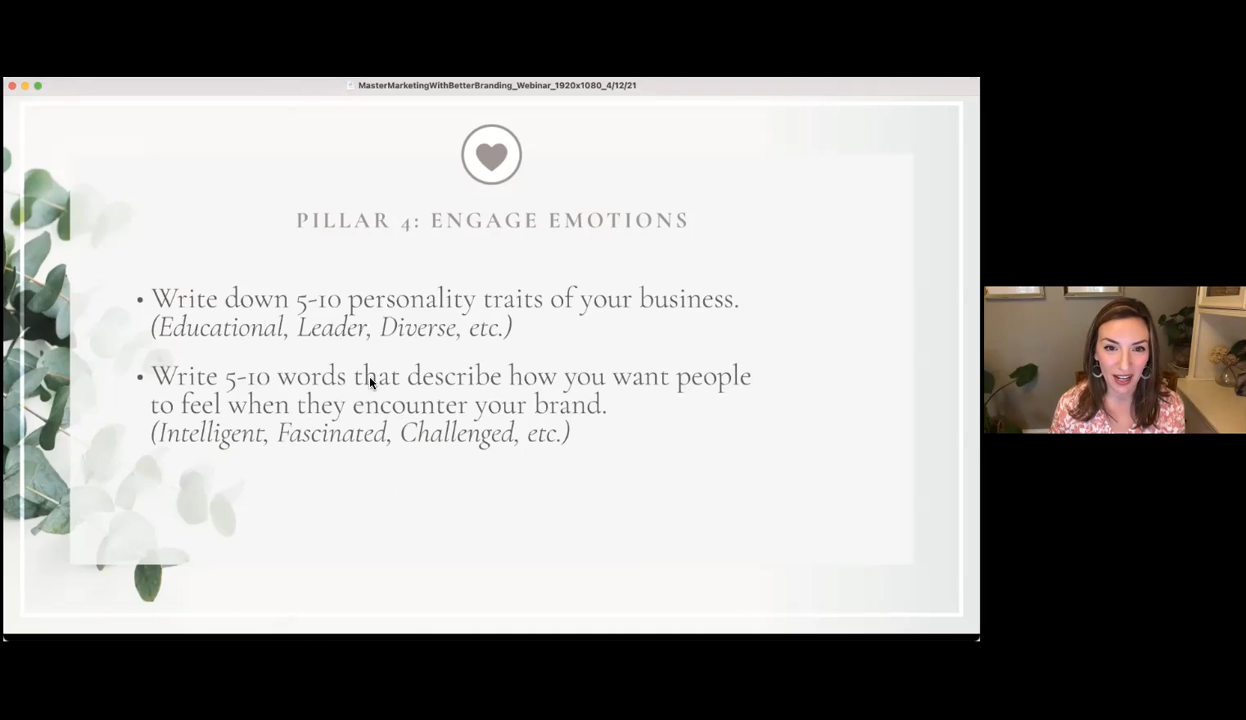 MasterMarketingWithBetterBranding_Webinar_1920x1080_4/12/21
PILLAR 4: ENGAGE EMOTIONS
• Write down 5-10 personality traits of your business.
(Educational, Leader, Diverse, etc.)
• Write 5-10 words that describe how you want people
to feel when they encounter your brand.
(Intelligent, Fascinated, Challenged, etc.)